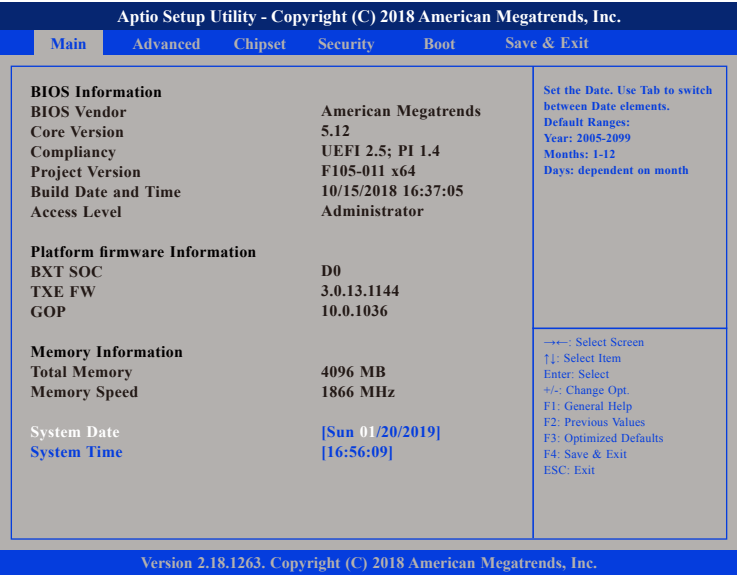 Aptio Setup Utility - Copyright (C) 2018 American Megatrends, Inc.
Main Advanced Chipset Security Boot Save & Exit
BIOS Information
BIOS Vendor American Megatrends
Core Version 5.12
Compliancy UEFI 2.5; PI 1.4
Project Version F105-011 x64
Build Date and Time 10/15/2018 16:37:05
Access Level Administrator
Platform firmware Information
BXT SOC D0
TXE FW 3.0.13.1144
GOP 10.0.1036
Memory Information
Total Memory 4096 MB
Memory Speed 1866 MHz
System Date [Sun 01/20/2019]
System Time [16:56:09]
Set the Date. Use Tab to switch
between Date elements.
Default Ranges:
Year: 2005-2099
Months: 1-12
Days: dependent on month
→←: Select Screen
↑↓: Select Item
Enter: Select
+/-: Change Opt.
F1: General Help
F2: Previous Values
F3: Optimized Defaults
F4: Save & Exit
ESC: Exit
Version 2.18.1263. Copyright (C) 2018 American Megatrends, Inc.